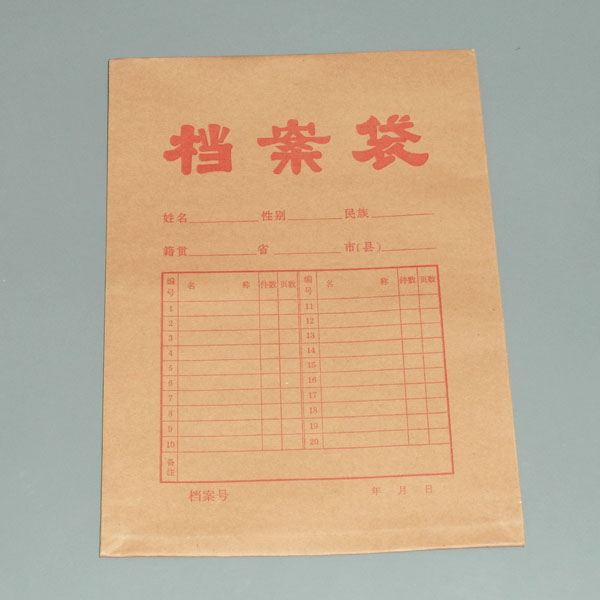 档案袋
姓名 性别 民族
籍贯 省 市(县)
编号 名 称 件数 页数 编号 名 称 件数 页数
1 11
2 12
3 13
4 14
5 15
6 16
7 17
8 18
9 19
10 20
备注
档案号 年 月 日